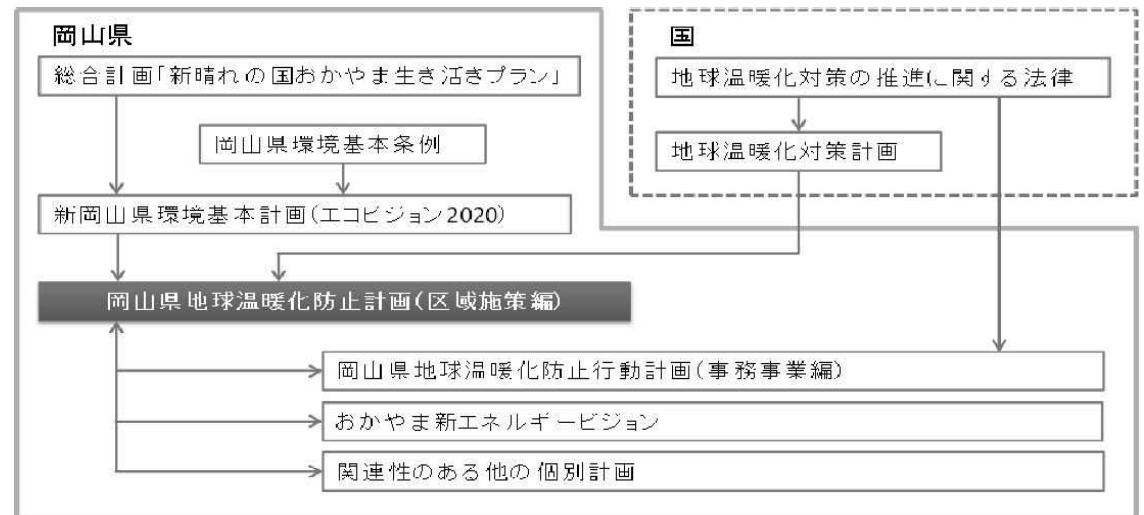 岡山県
総合計画「新晴れの国おかやま生き活きプラン」
岡山県環境基本条例
新岡山県環境基本計画(エコビジョン2020)
国
地球温暖化対策の推進に関する法律
地球温暖化対策計画
岡山県地球温暖化防止計画(区域施策編)
岡山県地球温暖化防止行動計画(事務事業編)
おかやま新エネルギービジョン
関連性のある他の個別計画